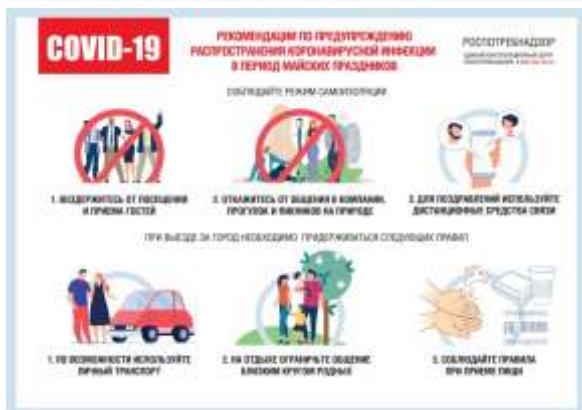 COVID-19
РЕКОМЕНДАЦИИ ПО ПРЕДУПРЕЖДЕНИЮ
РАСПРОСТРАНЕНИЯ КОРОНАВИРУСНОЙ ИНФЕКЦИИ
В ПЕРИОД МАЙСКИХ ПРАЗДНИКОВ
РОСПОТРЕБНАДЗОР
СОБЛЮДАЙТЕ РЕЖИМ САМОИЗОЛЯЦИИ
1. ВОЗДЕРЖИТЕСЬ ОТ ПОСЕЩЕНИЯ
И ПРИЕМА ГОСТЕЙ
2. ОТКАЖИТЕСЬ ОТ ОБЩЕНИЯ В КОМПАНИИ,
ПРОГУЛОК И ПИКНИКОВ НА ПРИРОДЕ
3. ДЛЯ ПОЗДРАВЛЕНИЙ ИСПОЛЬЗУЙТЕ
ДИСТАНЦИОННЫЕ СРЕДСТВА СВЯЗИ
ПРИ ВЫЕЗДЕ ЗА ГОРОД НЕОБХОДИМО ПРИДЕРЖИВАТЬСЯ СЛЕДУЮЩИХ ПРАВИЛ
1. ПО ВОЗМОЖНОСТИ ИСПОЛЬЗУЙТЕ
ЛИЧНЫЙ ТРАНСПОРТ
2. НА ОТДЫХЕ ОГРАНИЧЬТЕ ОБЩЕНИЕ
БЛИЗКИМ КРУГОМ РОДНЫХ
3. СОБЛЮДАЙТЕ ПРАВИЛА
ПРИ ПРИЕМЕ ПИЩИ